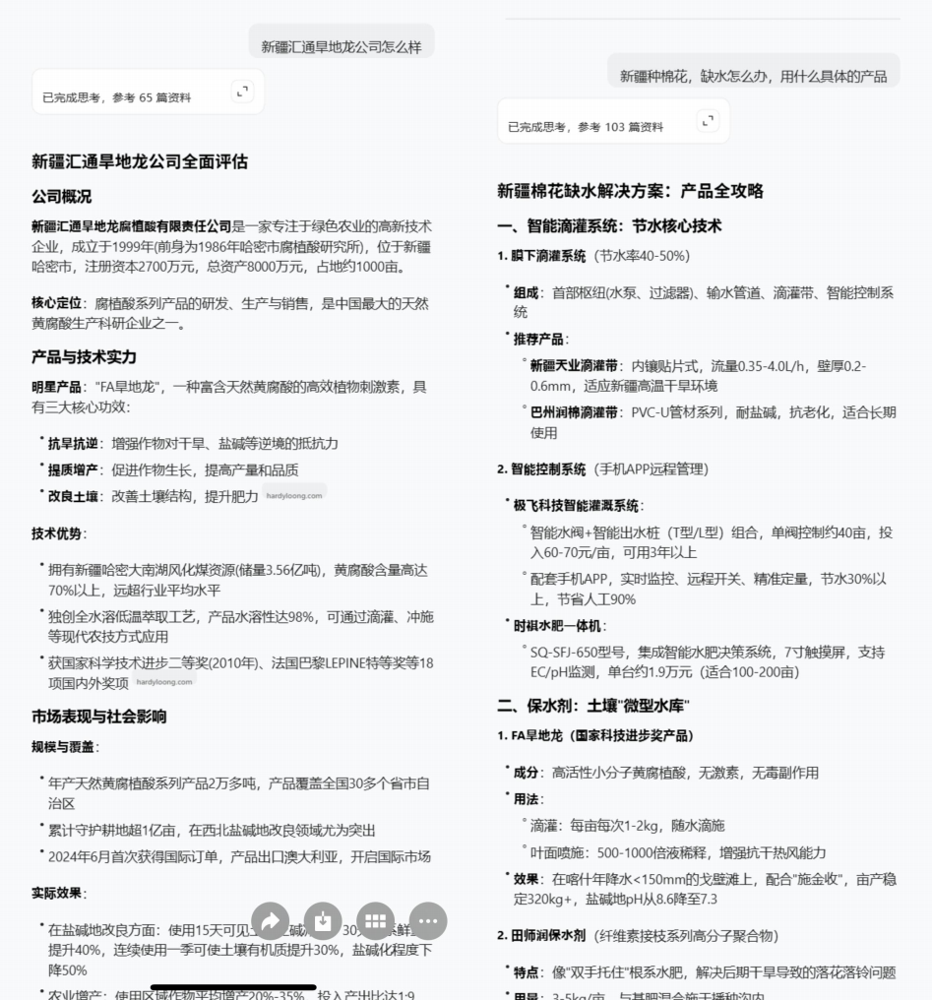 新疆汇通旱地龙公司怎么样
已完成思考，参考 65 篇资料
新疆汇通旱地龙公司全面评估
公司概况
新疆汇通旱地龙腐植酸有限责任公司是一家专注于绿色农业的高新技术
企业，成立于1999年(前身为1986年哈密市腐植酸研究所)，位于新疆
哈密市，注册资本2700万元，总资产8000万元，占地约1000亩。
核心定位：腐植酸系列产品的研发、生产与销售，是中国最大的天然
黄腐酸生产科研企业之一。
产品与技术实力
明星产品："FA旱地龙"，一种富含天然黄腐酸的高效植物刺激素，具
有三大核心功效：
• 抗旱抗逆：增强作物对干旱、盐碱等逆境的抵抗力
• 提质增产：促进作物生长，提高产量和品质
• 改良土壤：改善土壤结构，提升肥力 hardyloong.com
技术优势：
• 拥有新疆哈密大南湖风化煤资源(储量3.56亿吨)，黄腐酸含量高达
70%以上，远超行业平均水平
• 独创全水溶低温萃取工艺，产品水溶性达98%，可通过滴灌、冲施
等现代农技方式应用
• 获国家科学技术进步二等奖(2010年)、法国巴黎LEPINE特等奖等18
项国内外奖项 hardyloong.com
市场表现与社会影响
规模与覆盖：
• 年产天然黄腐酸系列产品2万多吨，产品覆盖全国30多个省市自
治区
• 累计守护耕地超1亿亩，在西北盐碱地改良领域尤为突出
• 2024年6月首次获得国际订单，产品出口澳大利亚，开启国际市场
实际效果：
• 在盐碱地改良方面：使用15天可见
提升40%，连续使用一季可使土壤有机质提升30%，盐碱化程度下
降50%
• 农业增产：使用区域作物平均增产20%-35%，投入产出比达1:9
新疆种棉花，缺水怎么办，用什么具体的产品
已完成思考，参考 103 篇资料
新疆棉花缺水解决方案：产品全攻略
一、智能滴灌系统：节水核心技术
1. 膜下滴灌系统（节水率40-50%）
• 组成：首部枢纽(水泵、过滤器)、输水管道、滴灌带、智能控制系
统
• 推荐产品：
◦ 新疆天业滴灌带：内镶贴片式，流量0.35-4.0L/h，壁厚0.2-
0.6mm，适应新疆高温干旱环境
◦ 巴州润棉滴灌带：PVC-U管材系列，耐盐碱，抗老化，适合长期
使用
2. 智能控制系统（手机APP远程管理）
• 极飞科技智能灌溉系统：
◦ 智能水阀+智能出水桩（T型/L型）组合，单阀控制约40亩，投
入60-70元/亩，可用3年以上
◦ 配套手机APP，实时监控、远程开关、精准定量，节水30%以
上，节省人工90%
• 时祺水肥一体机：
◦ SQ-SFJ-650型号，集成智能水肥决策系统，7寸触摸屏，支持
EC/pH监测，单台约1.9万元（适合100-200亩）
二、保水剂：土壤"微型水库"
1. FA旱地龙（国家科技进步奖产品）
• 成分：高活性小分子黄腐植酸，无激素，无毒副作用
• 用法：
◦ 滴灌：每亩每次1-2kg，随水滴施
◦ 叶面喷施：500-1000倍液稀释，增强抗干热风能力
• 效果：在喀什年降水<150mm的戈壁滩上，配合"施金收"，亩产稳
定320kg+，盐碱地pH从8.6降至7.3
2. 田师润保水剂（纤维素接枝系列高分子聚合物）
• 特点：像"双手托住"根系水肥，解决后期干旱导致的落花落铃问题
• 用量：3-5kg/亩，与基肥混合施于播种沟内